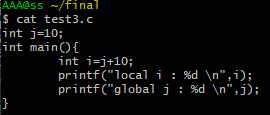 AAA@ss ~/final
$ cat test3.c
int j=10;
int main(){
        int i=j+10;
        printf("local i : %d \n",i);
        printf("global j : %d \n",j);
}